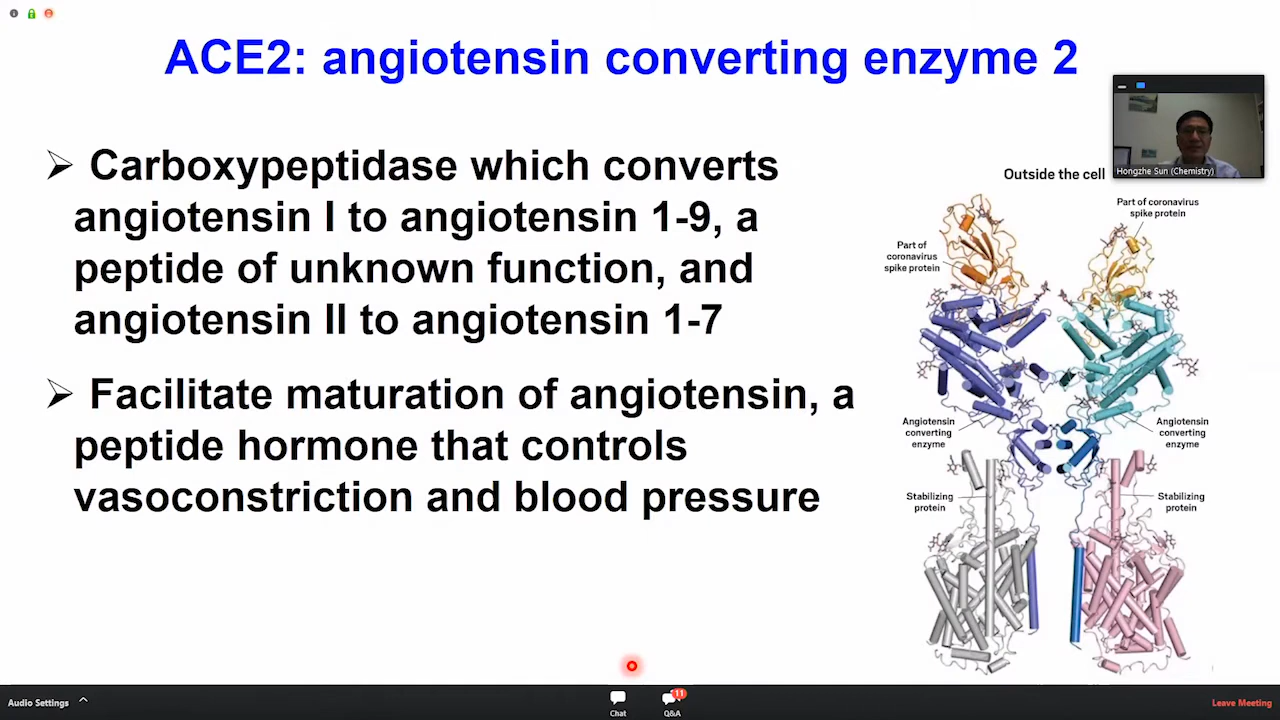 ACE2: angiotensin converting enzyme 2
Hongzhe Sun (Chemistry)
➢ Carboxypeptidase which converts
angiotensin I to angiotensin 1-9, a
peptide of unknown function, and
angiotensin II to angiotensin 1-7
➢ Facilitate maturation of angiotensin, a
peptide hormone that controls
vasoconstriction and blood pressure
Outside the cell
Part of coronavirus
spike protein
Part of
coronavirus
spike protein
Angiotensin
converting
enzyme
Angiotensin
converting
enzyme
Stabilizing
protein
Stabilizing
protein
Audio Settings
Chat
11
Q&A
Leave Meeting